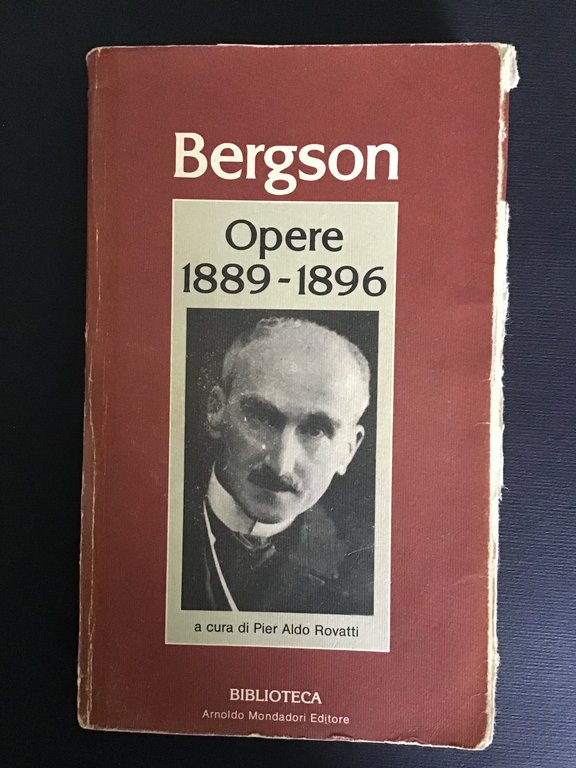 Bergson
Opere
1889-1896
a cura di Pier Aldo Rovatti
BIBLIOTECA
Arnoldo Mondadori Editore